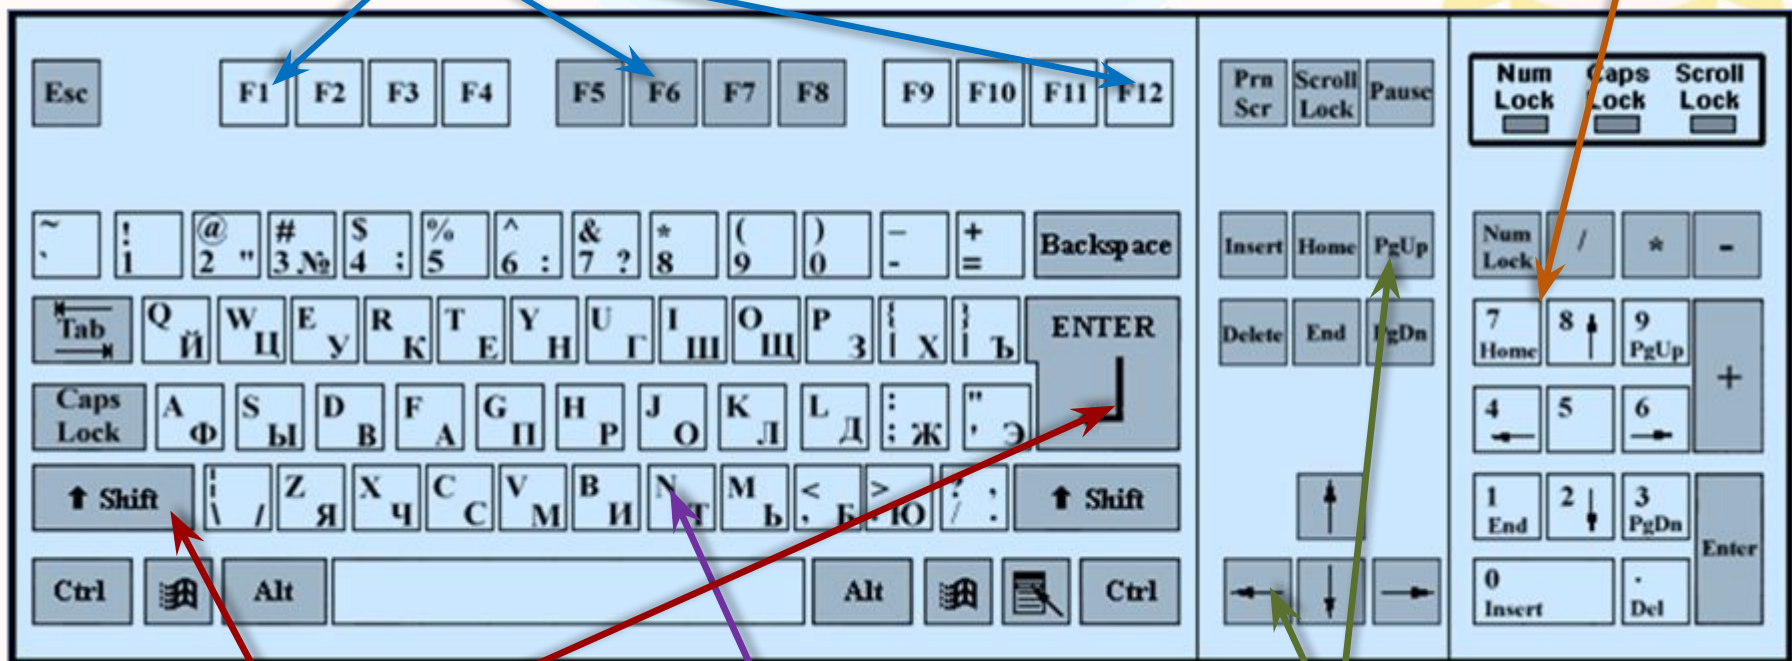 Esc F1 F2 F3 F4 F5 F6 F7 F8 F9 F10 F11 F12
Prn Scr
Scroll Lock
Pause
Num Lock
Caps Lock
Scroll Lock
~ ` ! 1 @ 2 " # 3 № $ 4 ; % 5 ^ 6 : & 7 ? * 8 ( 9 ) 0 _ - + = Backspace
Insert Home PgUp
Num Lock / * -
Tab Q Й W Ц E У R К T Е Y Н U Г I Ш O Щ P З { [ Х } ] Ъ ENTER
Delete End PgDn
7 Home 8 9 PgUp +
Caps Lock A Ф S Ы D В F А G П H Р J О K Л L Д : ; Ж " ' Э
4 5 6
Shift | \ / Z Я X Ч C С V М B И N Т M Ь < , Б > . Ю ? / , . Shift
1 End 2 3 PgDn Enter
Ctrl Alt Alt Ctrl
0 Insert . Del